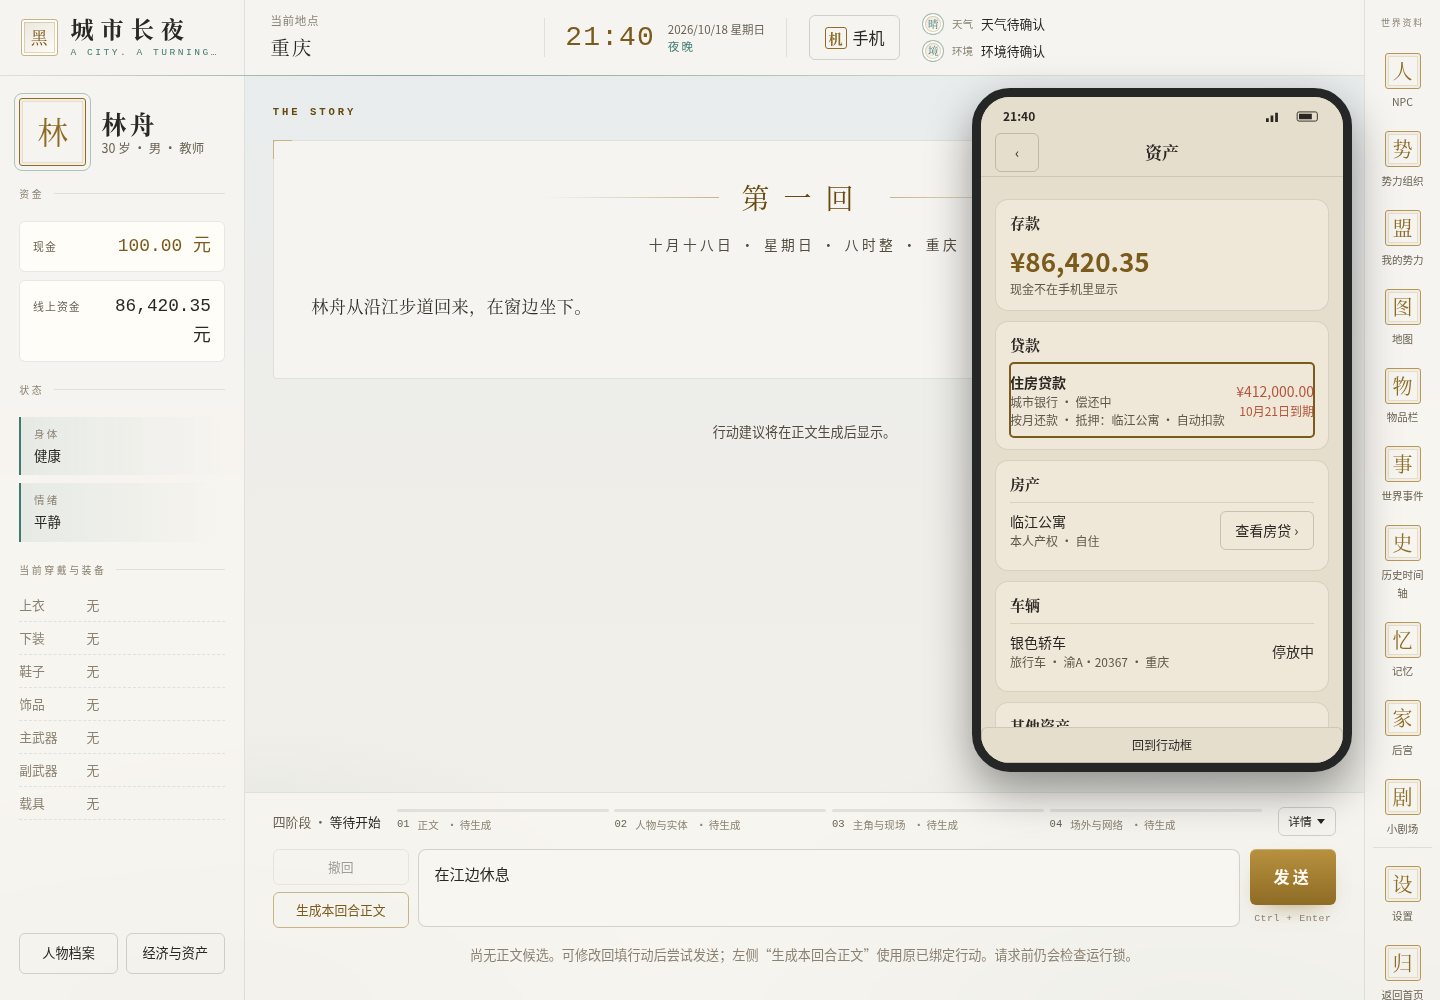 黑
城市长夜
A CITY. A TURNING…
当前地点
重庆
21:40
2026/10/18 星期日
夜晚
机 手机
晴 天气 天气待确认
境 环境 环境待确认
林
林舟
30 岁 • 男 • 教师
资金
现金 100.00 元
线上资金 86,420.35
元
状态
身体
健康
情绪
平静
当前穿戴与装备
上衣 无
下装 无
鞋子 无
饰品 无
主武器 无
副武器 无
载具 无
人物档案
经济与资产
THE STORY
第一回
十月十八日 • 星期日 • 八时整 • 重庆
林舟从沿江步道回来，在窗边坐下。
行动建议将在正文生成后显示。
21:40
‹
资产
存款
¥86,420.35
现金不在手机里显示
贷款
住房贷款
城市银行 • 偿还中
按月还款 • 抵押：临江公寓 • 自动扣款
¥412,000.00
10月21日到期
房产
临江公寓
本人产权 • 自住
查看房贷 ›
车辆
银色轿车
旅行车 • 渝A·20367 • 重庆
停放中
其他资产
回到行动框
四阶段 • 等待开始
01 正文 • 待生成
02 人物与实体 • 待生成
03 主角与现场 • 待生成
04 场外与网络 • 待生成
详情
撤回
生成本回合正文
在江边休息
发送
Ctrl + Enter
尚无正文候选。可修改回填行动后尝试发送；左侧“生成本回合正文”使用原已绑定行动。请求前仍会检查运行锁。
世界资料
人
NPC
势
势力组织
盟
我的势力
图
地图
物
物品栏
事
世界事件
史
历史时间
轴
忆
记忆
家
后宫
剧
小剧场
设
设置
归
返回首页